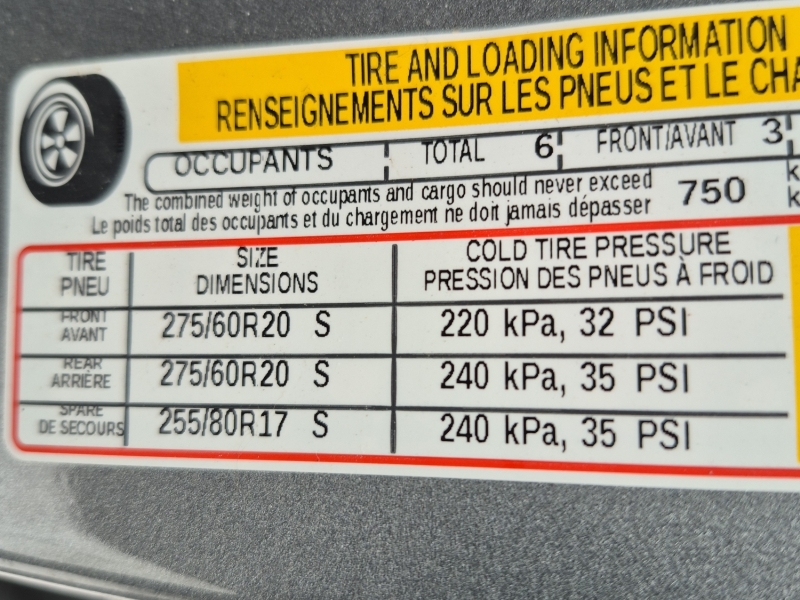 TIRE AND LOADING INFORMATION
RENSEIGNEMENTS SUR LES PNEUS ET LE
OCCUPANTS TOTAL 6 FRONT/AVANT 3
The combined weight of occupants and cargo should never exceed 750
Le poids total des occupants et du chargement ne doit jamais dépasser
TIRE SIZE COLD TIRE PRESSURE
PNEU DIMENSIONS PRESSION DES PNEUS À FROID
FRONT
AVANT 275/60R20 S 220 kPa, 32 PSI
REAR
ARRIÈRE 275/60R20 S 240 kPa, 35 PSI
SPARE
DE SECOURS 255/80R17 S 240 kPa, 35 PSI